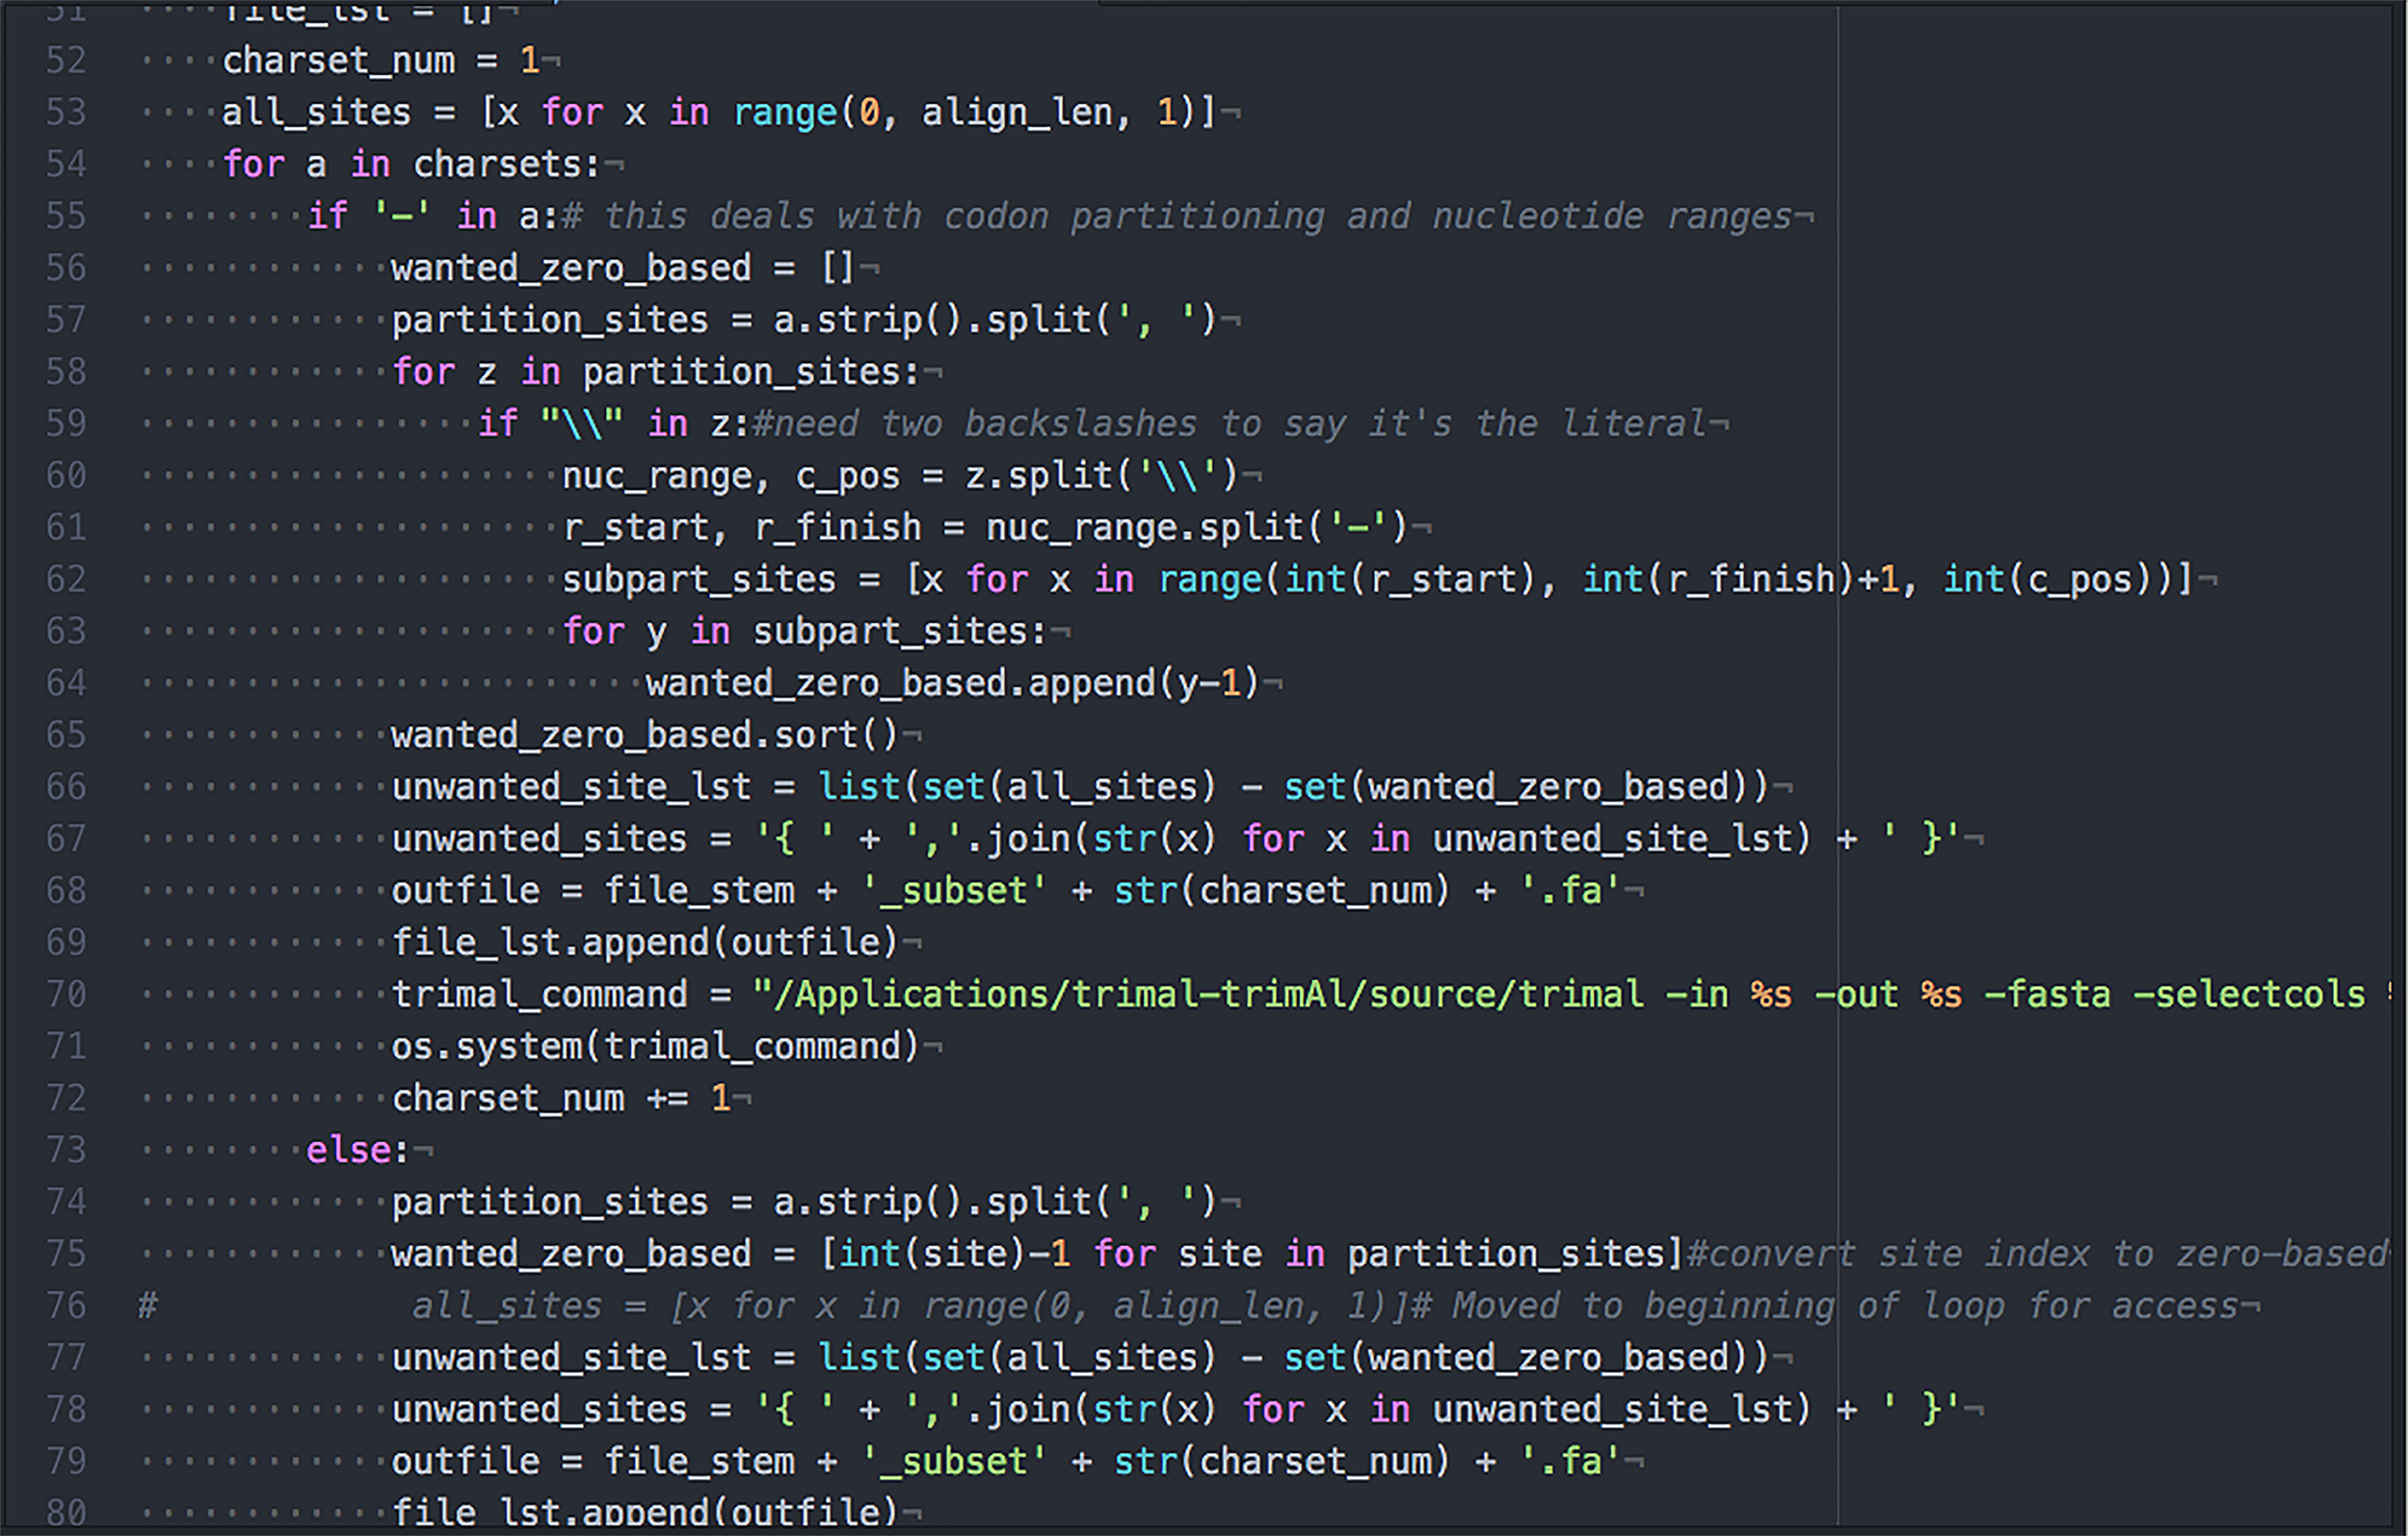 51     file_lst = []¬
52 ····charset_num = 1¬
53 ····all_sites = [x for x in range(0, align_len, 1)]¬
54 ····for a in charsets:¬
55 ········if '-' in a:# this deals with codon partitioning and nucleotide ranges¬
56 ············wanted_zero_based = []¬
57 ············partition_sites = a.strip().split(', ')¬
58 ············for z in partition_sites:¬
59 ················if "\\" in z:#need two backslashes to say it's the literal¬
60 ····················nuc_range, c_pos = z.split('\\')¬
61 ····················r_start, r_finish = nuc_range.split('-')¬
62 ····················subpart_sites = [x for x in range(int(r_start), int(r_finish)+1, int(c_pos))]¬
63 ····················for y in subpart_sites:¬
64 ························wanted_zero_based.append(y-1)¬
65 ············wanted_zero_based.sort()¬
66 ············unwanted_site_lst = list(set(all_sites) - set(wanted_zero_based))¬
67 ············unwanted_sites = '{ ' + ','.join(str(x) for x in unwanted_site_lst) + ' }'¬
68 ············outfile = file_stem + '_subset' + str(charset_num) + '.fa'¬
69 ············file_lst.append(outfile)¬
70 ············trimal_command = "/Applications/trimal-trimAl/source/trimal -in %s -out %s -fasta -selectcols
71 ············os.system(trimal_command)¬
72 ············charset_num += 1¬
73 ········else:¬
74 ············partition_sites = a.strip().split(', ')¬
75 ············wanted_zero_based = [int(site)-1 for site in partition_sites]#convert site index to zero-based
76 #            all_sites = [x for x in range(0, align_len, 1)]# Moved to beginning of loop for access¬
77 ············unwanted_site_lst = list(set(all_sites) - set(wanted_zero_based))¬
78 ············unwanted_sites = '{ ' + ','.join(str(x) for x in unwanted_site_lst) + ' }'¬
79 ············outfile = file_stem + '_subset' + str(charset_num) + '.fa'¬
80 ············file_lst.append(outfile)¬